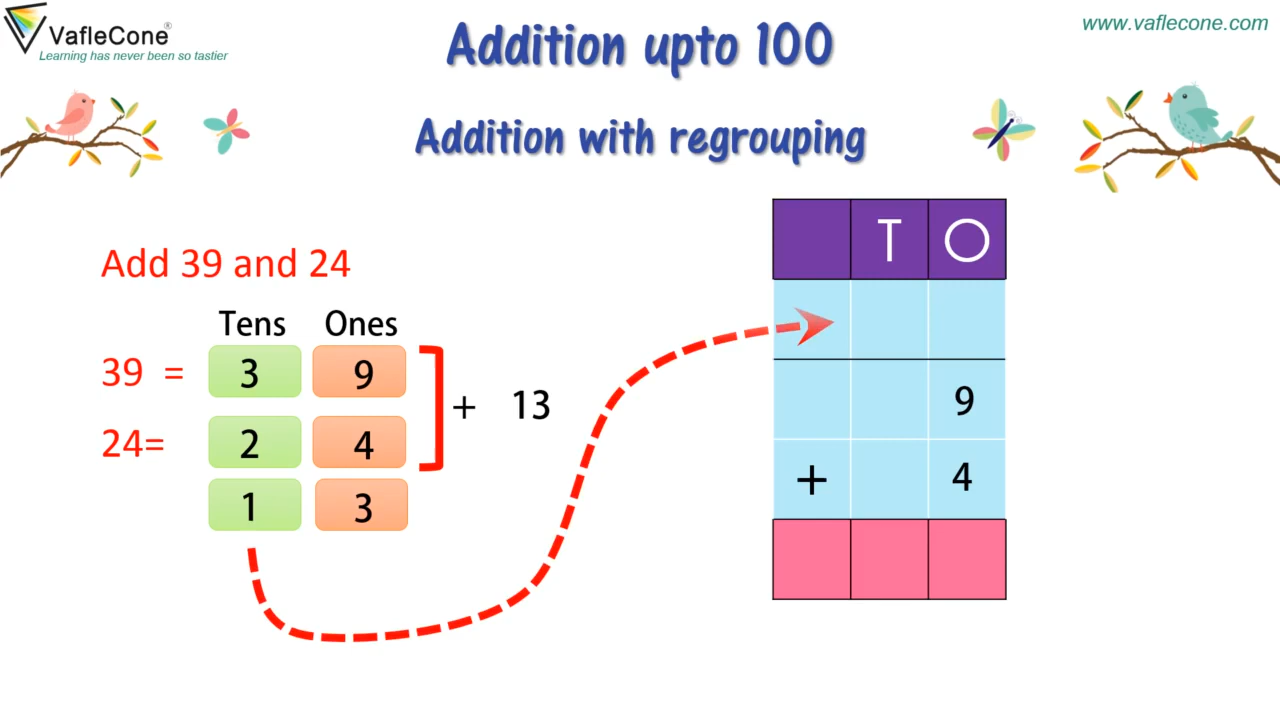 VafleCone®
Learning has never been so tastier
www.vaflecone.com
Addition upto 100
Addition with regrouping
Add 39 and 24
Tens Ones
39 = 3 9
24= 2 4
+ 13
1 3
T O
9
+ 4